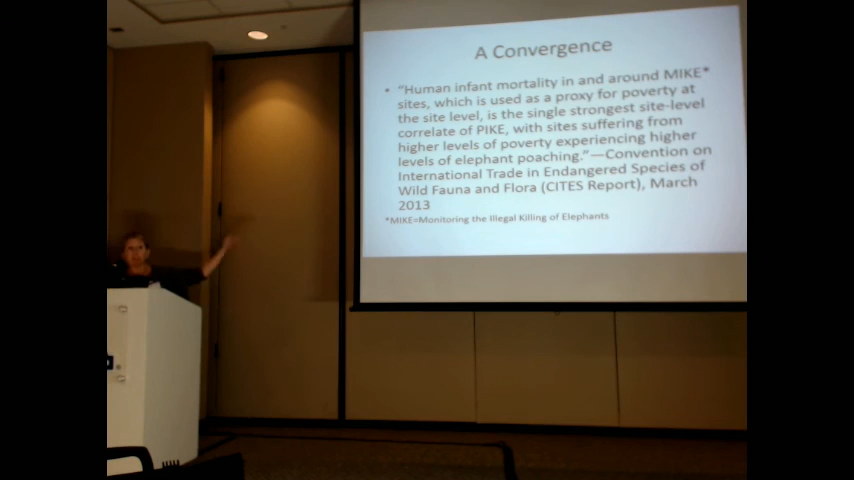 A Convergence
• "Human infant mortality in and around MIKE*
sites, which is used as a proxy for poverty at
the site level, is the single strongest site-level
correlate of PIKE, with sites suffering from
higher levels of poverty experiencing higher
levels of elephant poaching."—Convention on
International Trade in Endangered Species of
Wild Fauna and Flora (CITES Report), March
2013
*MIKE=Monitoring the Illegal Killing of Elephants